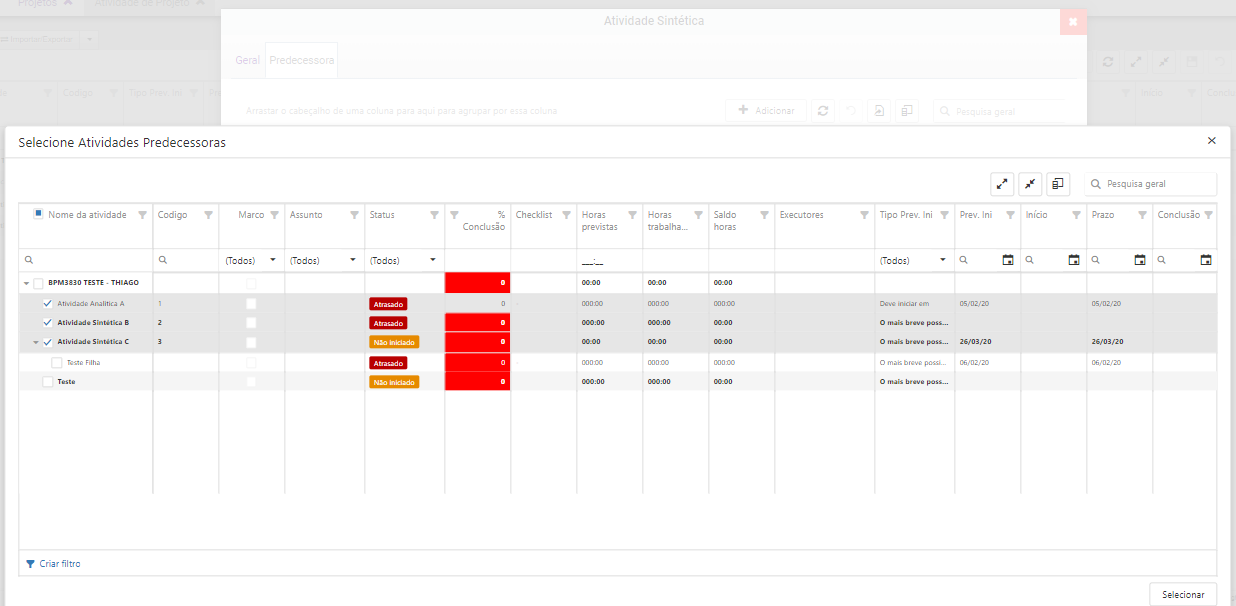 Projetos
Atividade de Projeto
Atividade Sintética
Geral
Predecessora
Arrastar o cabeçalho de uma coluna para aqui para agrupar por essa coluna
Adicionar
Pesquisa geral
Codigo Tipo Prev. Ini Início
Selecione Atividades Predecessoras
Pesquisa geral
Nome da atividade Codigo Marco Assunto Status % Conclusão Checklist Horas previstas Horas trabalha... Saldo horas Executores Tipo Prev. Ini Prev. Ini Início Prazo Conclusão
(Todos) (Todos) (Todos) ___:__ (Todos)
BPM3830 TESTE - THIAGO 0 00:00 00:00 00:00
Atividade Analítica A 1 Atrasado 0 000:00 000:00 000:00 Deve iniciar em 05/02/20 05/02/20
Atividade Sintética B 2 Atrasado 0 000:00 000:00 00:00 O mais breve poss...
Atividade Sintética C 3 Não iniciado 0 00:00 00:00 00:00 O mais breve poss... 26/03/20 26/03/20
Teste Filha Atrasado 0 000:00 000:00 000:00 O mais breve possi... 06/02/20 06/02/20
Teste Não iniciado 0 000:00 000:00 00:00 O mais breve poss...
Criar filtro
Selecionar